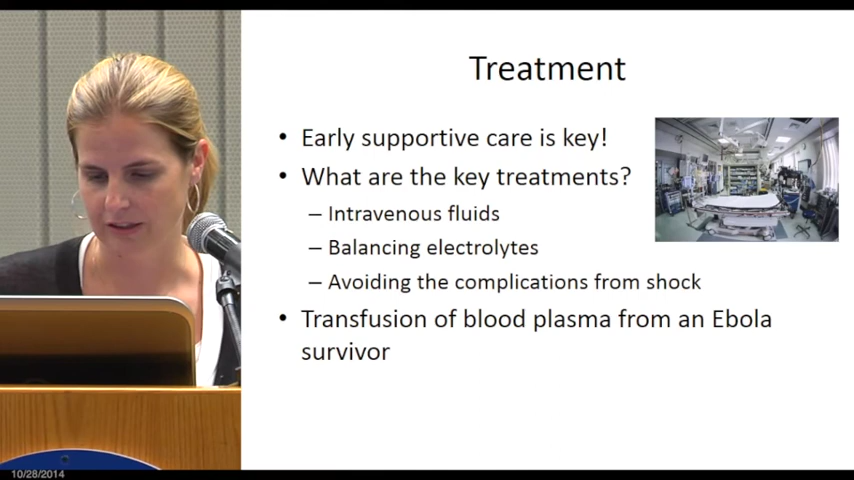 Treatment
• Early supportive care is key!
• What are the key treatments?
– Intravenous fluids
– Balancing electrolytes
– Avoiding the complications from shock
• Transfusion of blood plasma from an Ebola
survivor
10/28/2014